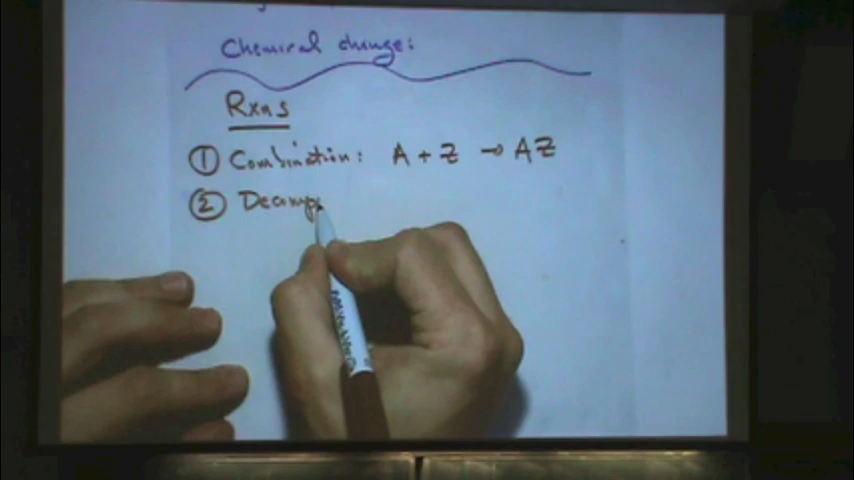 Chemical change:
Rxns
① Combination: A + Z → AZ
② Decomp